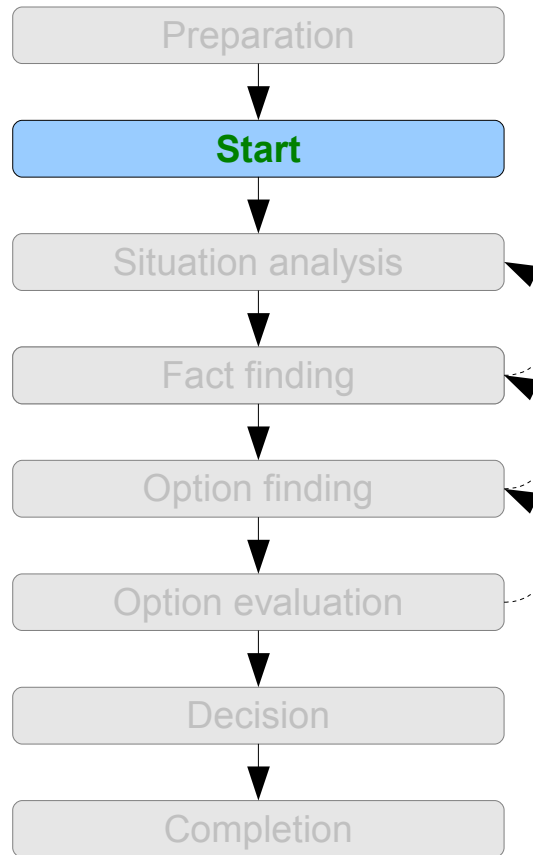 Preparation
Start
Situation analysis
Fact finding
Option finding
Option evaluation
Decision
Completion